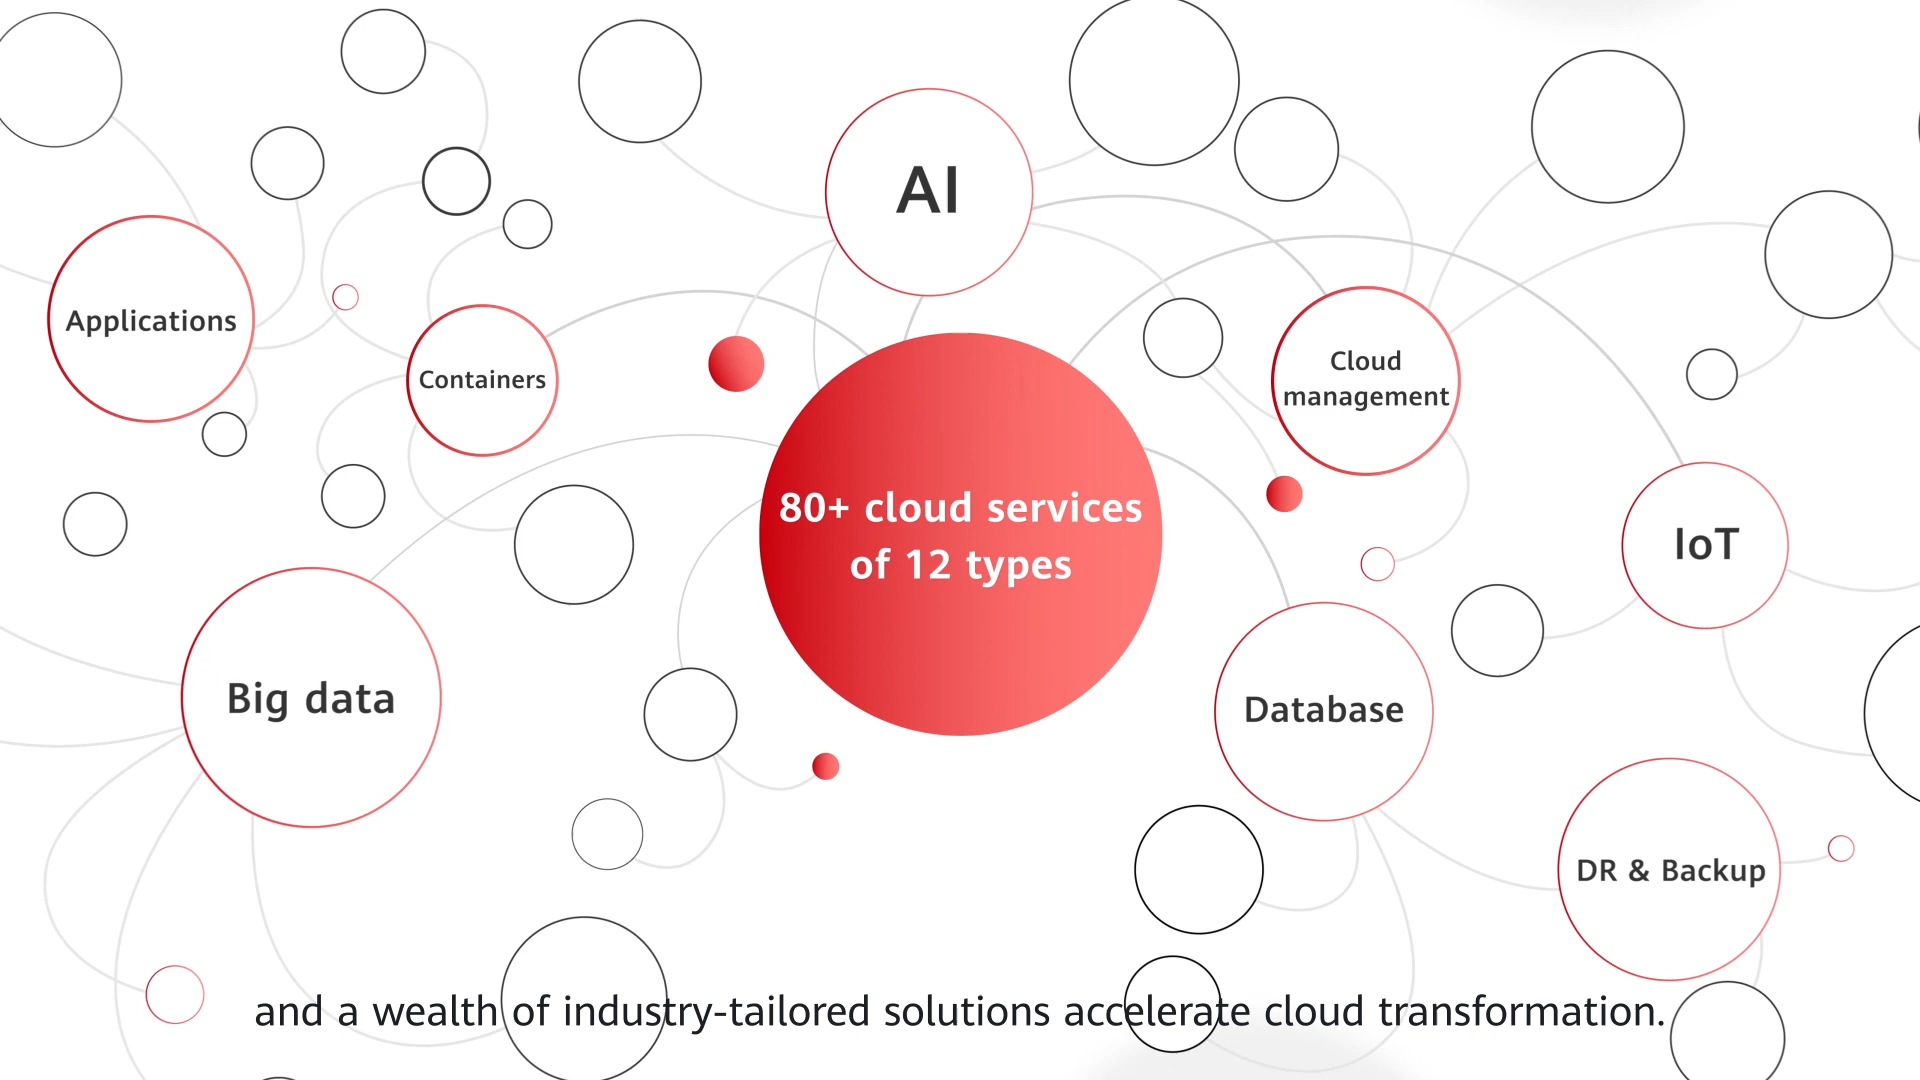 AI
Applications
Containers
Cloud
management
80+ cloud services
of 12 types
IoT
Big data
Database
DR & Backup
and a wealth of industry-tailored solutions accelerate cloud transformation.